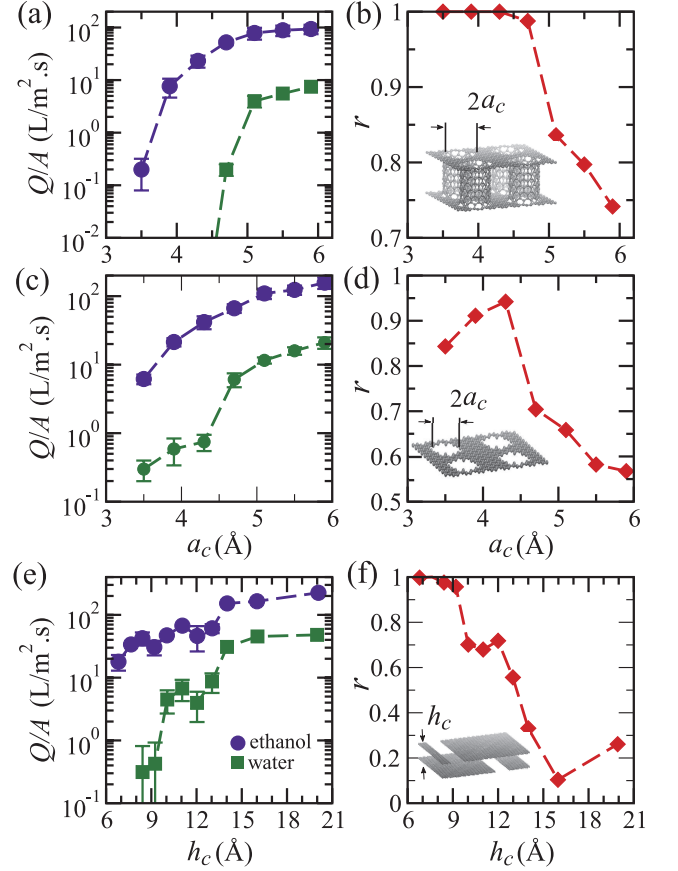 (a)
Q/A (L/m².s)
10²
10¹
10⁰
10⁻¹
10⁻²
3 4 5 6
(b)
r
1
0.9
0.8
0.7
2a_c
3 4 5 6
(c)
Q/A (L/m².s)
10²
10¹
10⁰
10⁻¹
3 4 5 6
a_c (Å)
(d)
r
1
0.9
0.8
0.7
0.6
0.5
2a_c
3 4 5 6
a_c (Å)
(e)
Q/A (L/m².s)
10²
10¹
10⁰
10⁻¹
ethanol
water
6 9 12 15 18 21
h_c (Å)
(f)
r
1
0.8
0.6
0.4
0.2
0
h_c
6 9 12 15 18 21
h_c (Å)